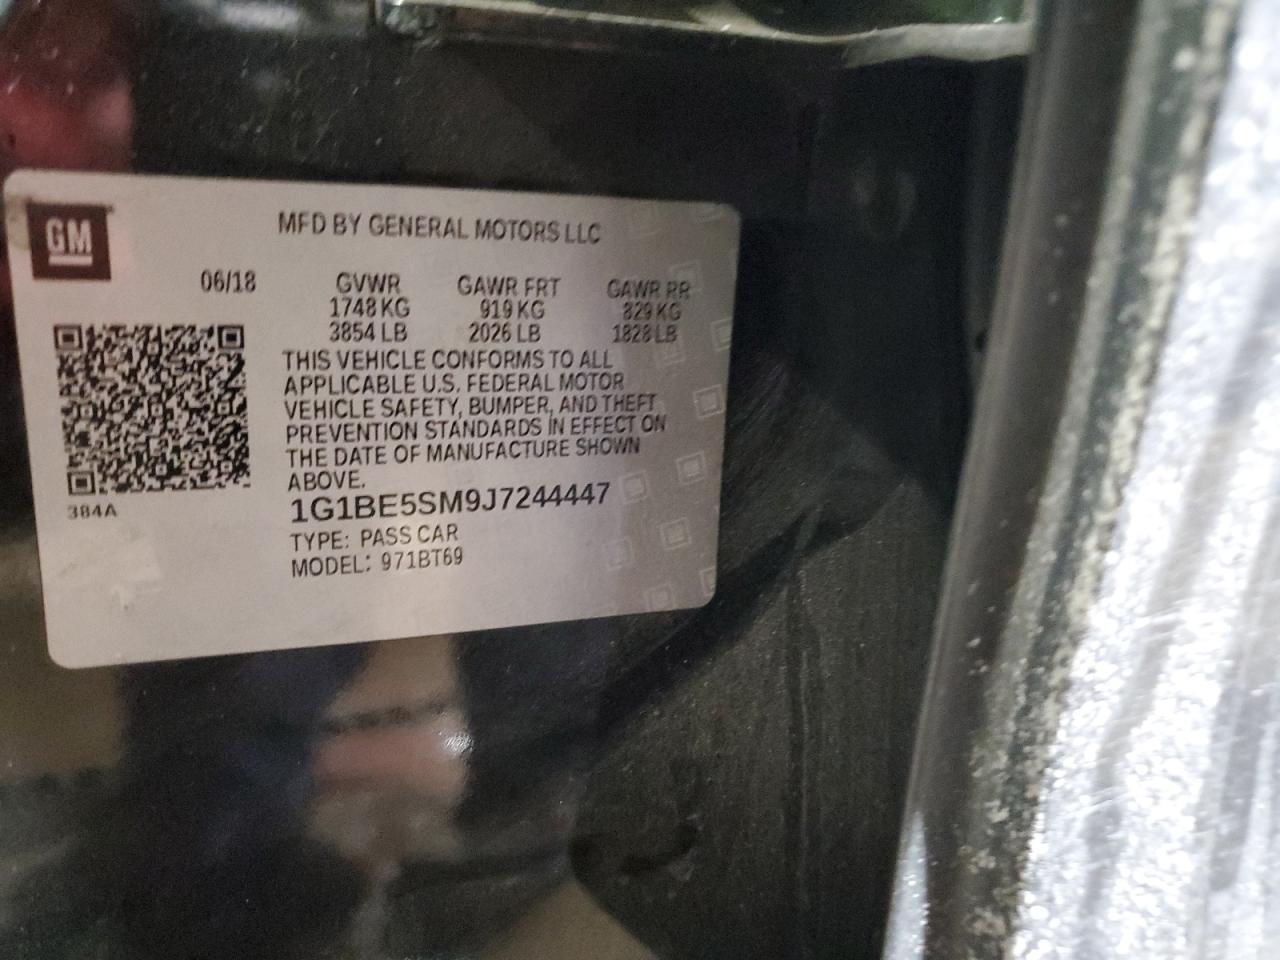 GM
MFD BY GENERAL MOTORS LLC
06/18 GVWR GAWR FRT GAWR RR
1748 KG 919 KG 829 KG
3854 LB 2026 LB 1828 LB
THIS VEHICLE CONFORMS TO ALL
APPLICABLE U.S. FEDERAL MOTOR
VEHICLE SAFETY, BUMPER, AND THEFT
PREVENTION STANDARDS IN EFFECT ON
THE DATE OF MANUFACTURE SHOWN
ABOVE.
384A
1G1BE5SM9J7244447
TYPE: PASS CAR
MODEL: 971BT69